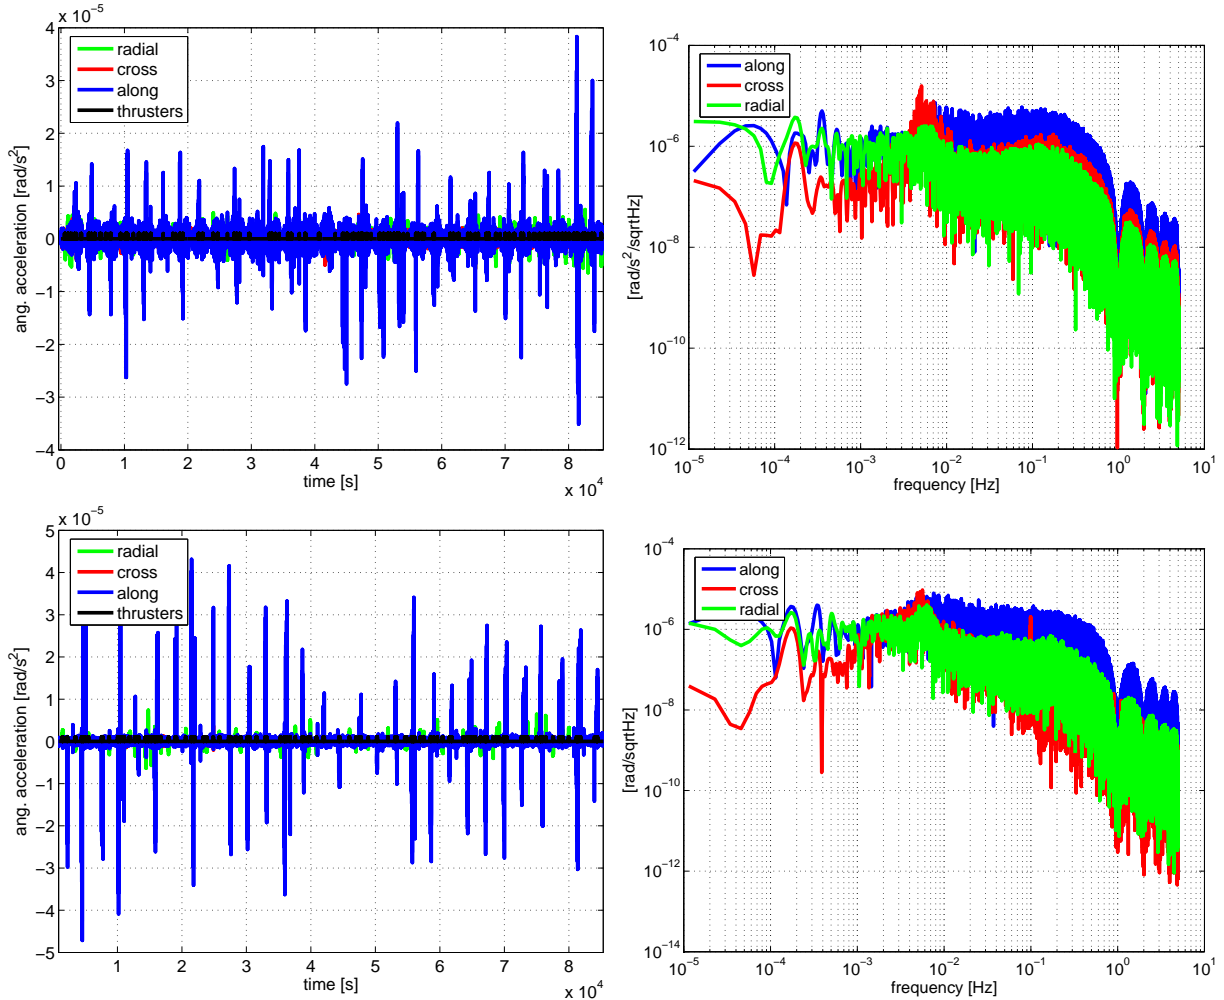 x 10⁻⁵
4
3
2
1
0
−1
−2
−3
−4
ang. acceleration [rad/s²]
radial
cross
along
thrusters
0 1 2 3 4 5 6 7 8
time [s]
x 10⁴
10⁻⁴
10⁻⁶
10⁻⁸
10⁻¹⁰
10⁻¹²
[rad/s²/sqrtHz]
along
cross
radial
10⁻⁵ 10⁻⁴ 10⁻³ 10⁻² 10⁻¹ 10⁰ 10¹
frequency [Hz]
x 10⁻⁵
5
4
3
2
1
0
−1
−2
−3
−4
−5
ang. acceleration [rad/s²]
radial
cross
along
thrusters
1 2 3 4 5 6 7 8
time [s]
x 10⁴
10⁻⁴
10⁻⁶
10⁻⁸
10⁻¹⁰
10⁻¹²
10⁻¹⁴
[rad/sqrtHz]
along
cross
radial
10⁻⁵ 10⁻⁴ 10⁻³ 10⁻² 10⁻¹ 10⁰ 10¹
frequency [Hz]